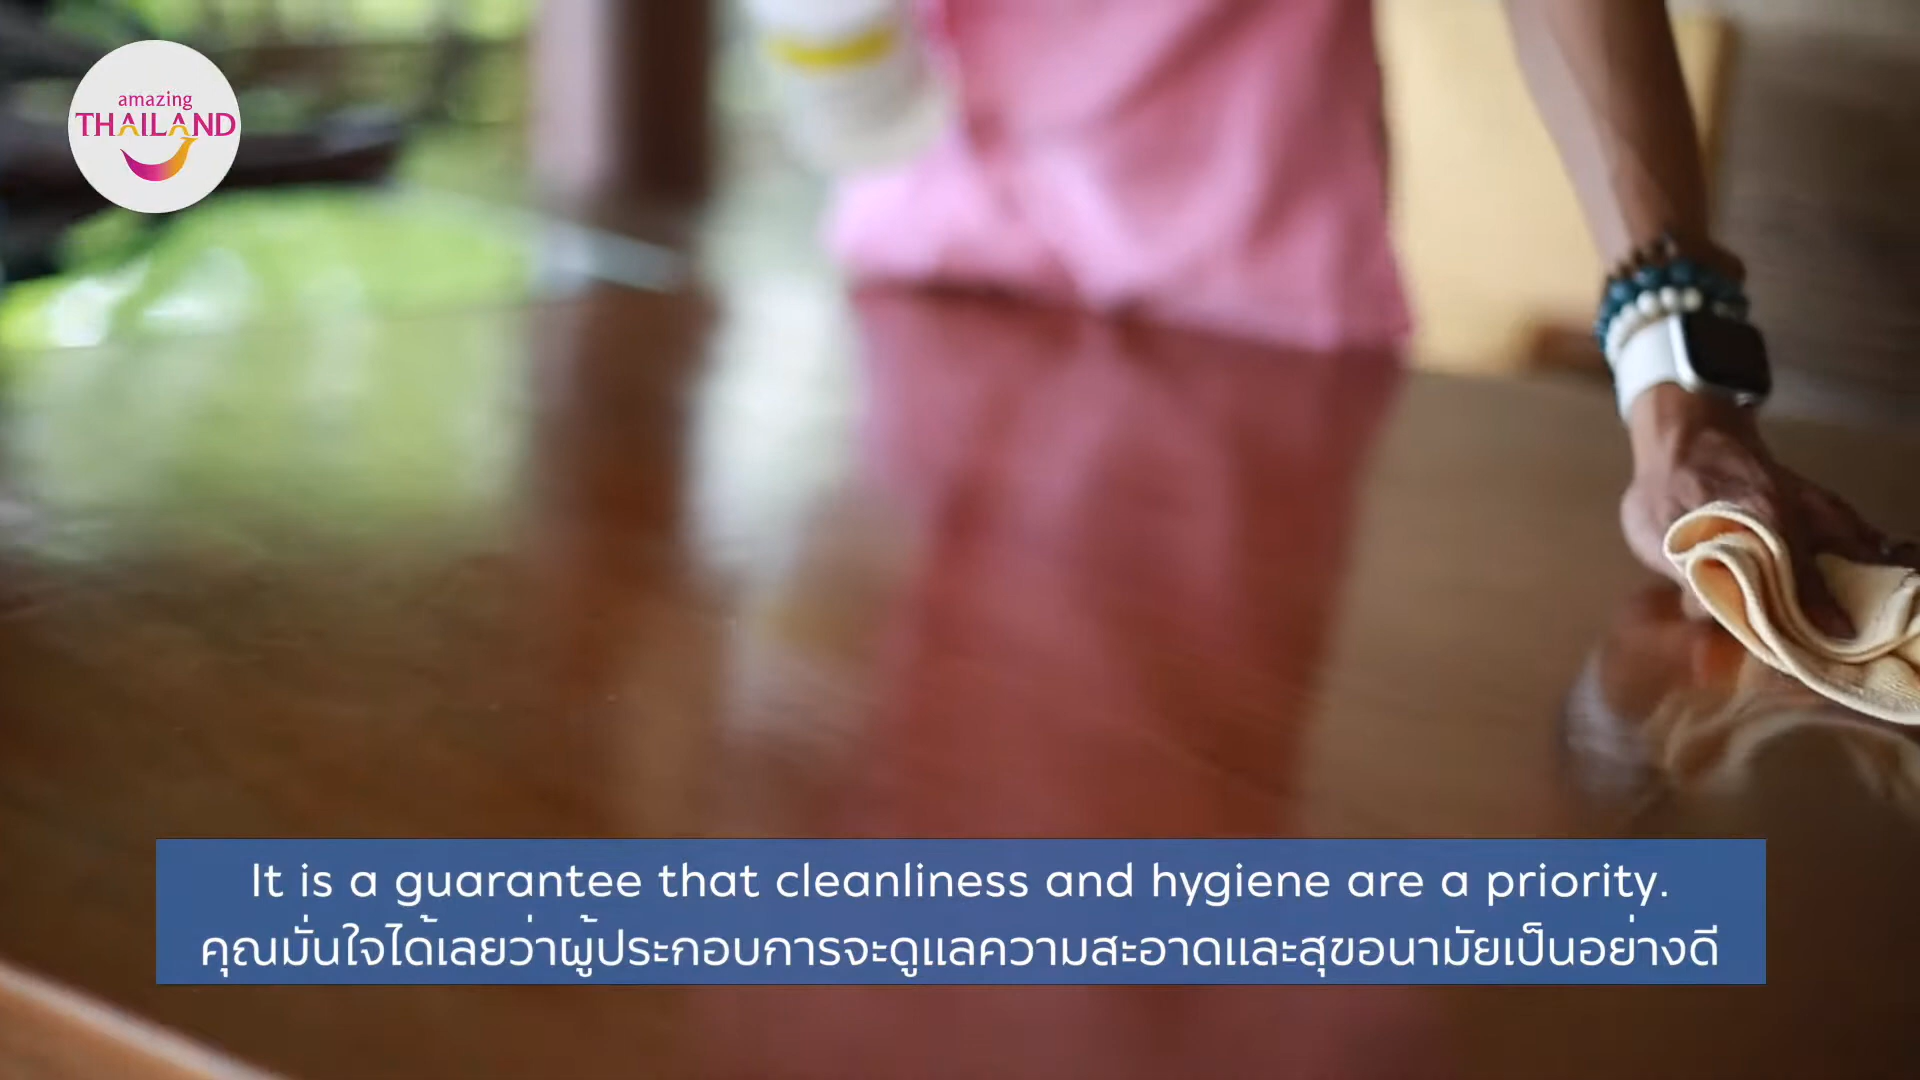 amazing
THAILAND
It is a guarantee that cleanliness and hygiene are a priority.
คุณมั่นใจได้เลยว่าผู้ประกอบการจะดูแลความสะอาดและสุขอนามัยเป็นอย่างดี